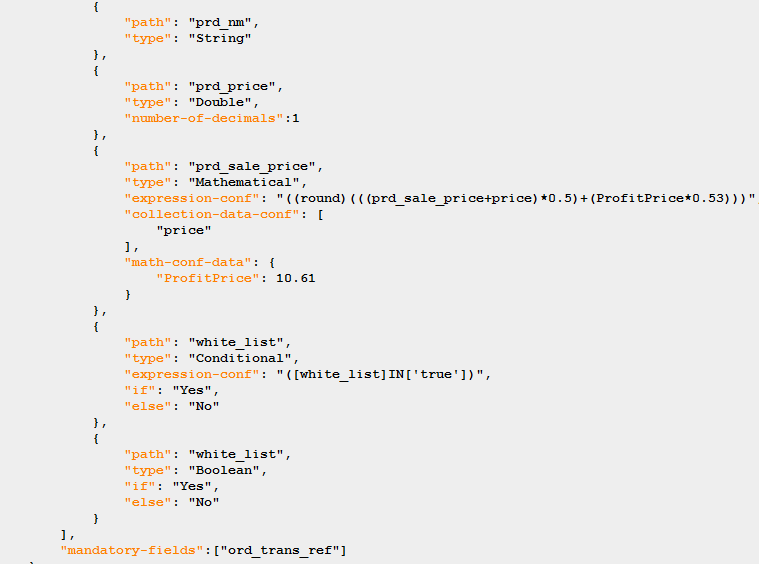 {
"path": "prd_nm",
"type": "String"
},
{
"path": "prd_price",
"type": "Double",
"number-of-decimals":1
},
{
"path": "prd_sale_price",
"type": "Mathematical",
"expression-conf": "((round)(((prd_sale_price+price)*0.5)+(ProfitPrice*0.53)))",
"collection-data-conf": [
"price"
],
"math-conf-data": {
"ProfitPrice": 10.61
}
},
{
"path": "white_list",
"type": "Conditional",
"expression-conf": "([white_list]IN['true'])",
"if": "Yes",
"else": "No"
},
{
"path": "white_list",
"type": "Boolean",
"if": "Yes",
"else": "No"
}
],
"mandatory-fields":["ord_trans_ref"]